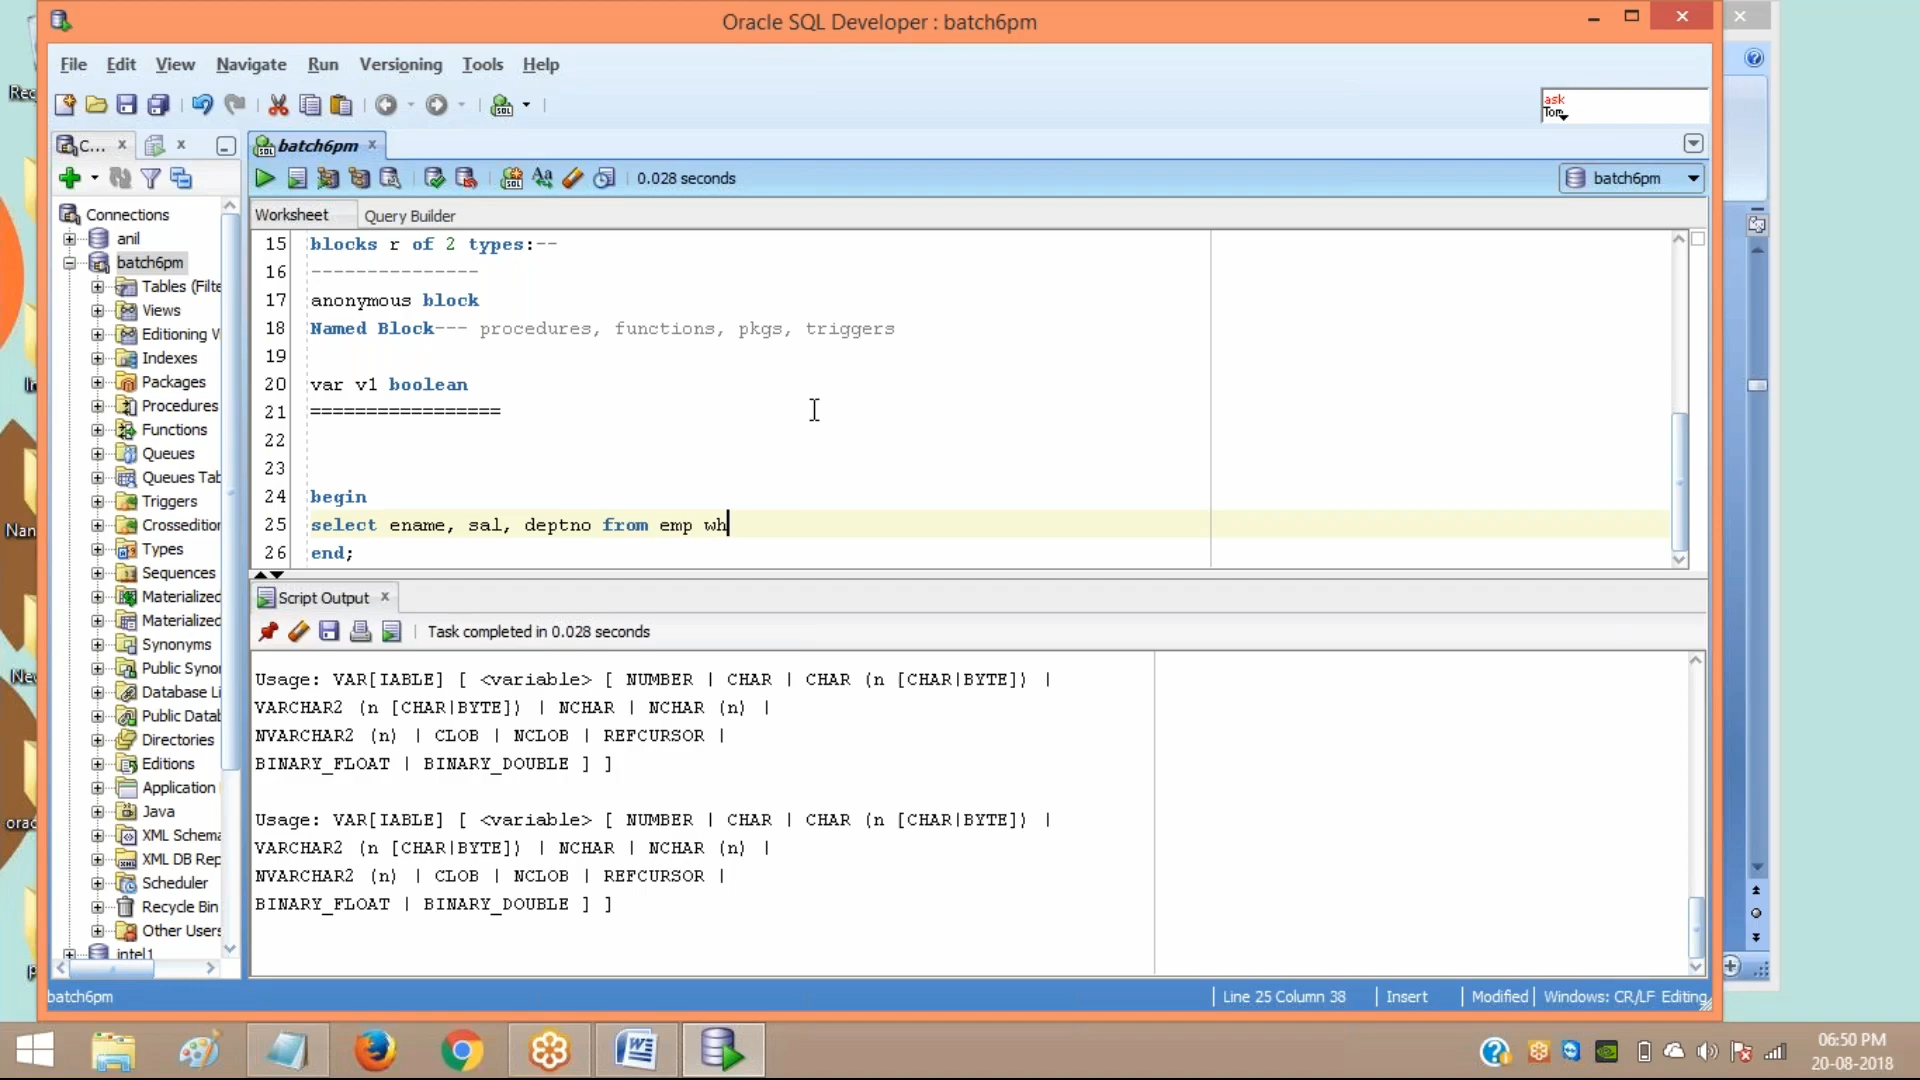 Oracle SQL Developer : batch6pm
File Edit View Navigate Run Versioning Tools Help
ask
Tom
C...
batch6pm
0.028 seconds
batch6pm
Worksheet Query Builder
Connections
anil
batch6pm
Tables (Filte
Views
Editioning V
Indexes
Packages
Procedures
Functions
Queues
Queues Tab
Triggers
Crossedition
Types
Sequences
Materialized
Materialized
Synonyms
Public Synor
Database Li
Public Datab
Directories
Editions
Application
Java
XML Schema
XML DB Rep
Scheduler
Recycle Bin
Other Users
intel1
15 blocks r of 2 types:--
16 ---------------
17 anonymous block
18 Named Block--- procedures, functions, pkgs, triggers
19
20 var v1 boolean
21 =================
22
23
24 begin
25 select ename, sal, deptno from emp wh
26 end;
Script Output
Task completed in 0.028 seconds
Usage: VAR[IABLE] [ <variable> [ NUMBER | CHAR | CHAR (n [CHAR|BYTE]) |
VARCHAR2 (n [CHAR|BYTE]) | NCHAR | NCHAR (n) |
NVARCHAR2 (n) | CLOB | NCLOB | REFCURSOR |
BINARY_FLOAT | BINARY_DOUBLE ] ]
Usage: VAR[IABLE] [ <variable> [ NUMBER | CHAR | CHAR (n [CHAR|BYTE]) |
VARCHAR2 (n [CHAR|BYTE]) | NCHAR | NCHAR (n) |
NVARCHAR2 (n) | CLOB | NCLOB | REFCURSOR |
BINARY_FLOAT | BINARY_DOUBLE ] ]
batch6pm
Line 25 Column 38 Insert Modified Windows: CR/LF Editing
06:50 PM
20-08-2018
Rec
Nan
Nev
orac